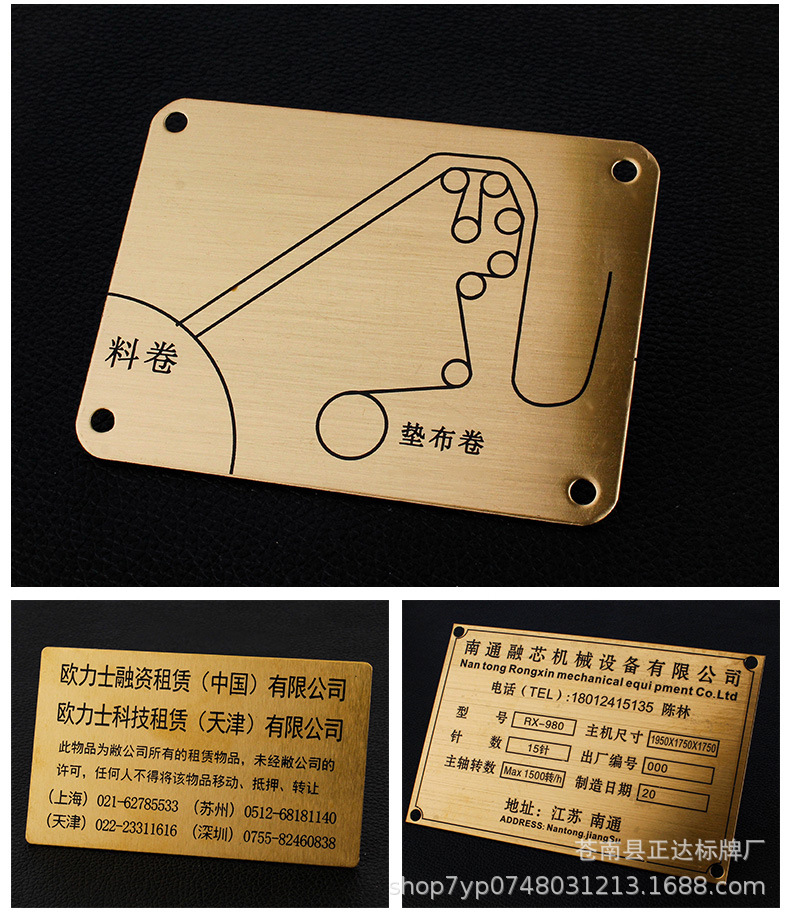 料卷
垫布卷
欧力士融资租赁（中国）有限公司
欧力士科技租赁（天津）有限公司
此物品为敝公司所有的租赁物品，未经敝公司的
许可，任何人不得将该物品移动、抵押、转让
（上海）021-62785533 （苏州）0512-68181140
（天津）022-23311616 （深圳）0755-82460838
南通融芯机械设备有限公司
Nan tong Rongxin mechanical equi pment Co.Ltd
电话（TEL）:18012415135 陈林
型 号 RX-980 主机尺寸 1950X1750X1750
针 数 15针 出厂编号 000
主轴转数 Max 1500转/h 制造日期 20
地址：江苏 南通
ADDRESS: Nantong.jiangSu
苍南县正达标牌厂
shop7yp0748031213.1688.com